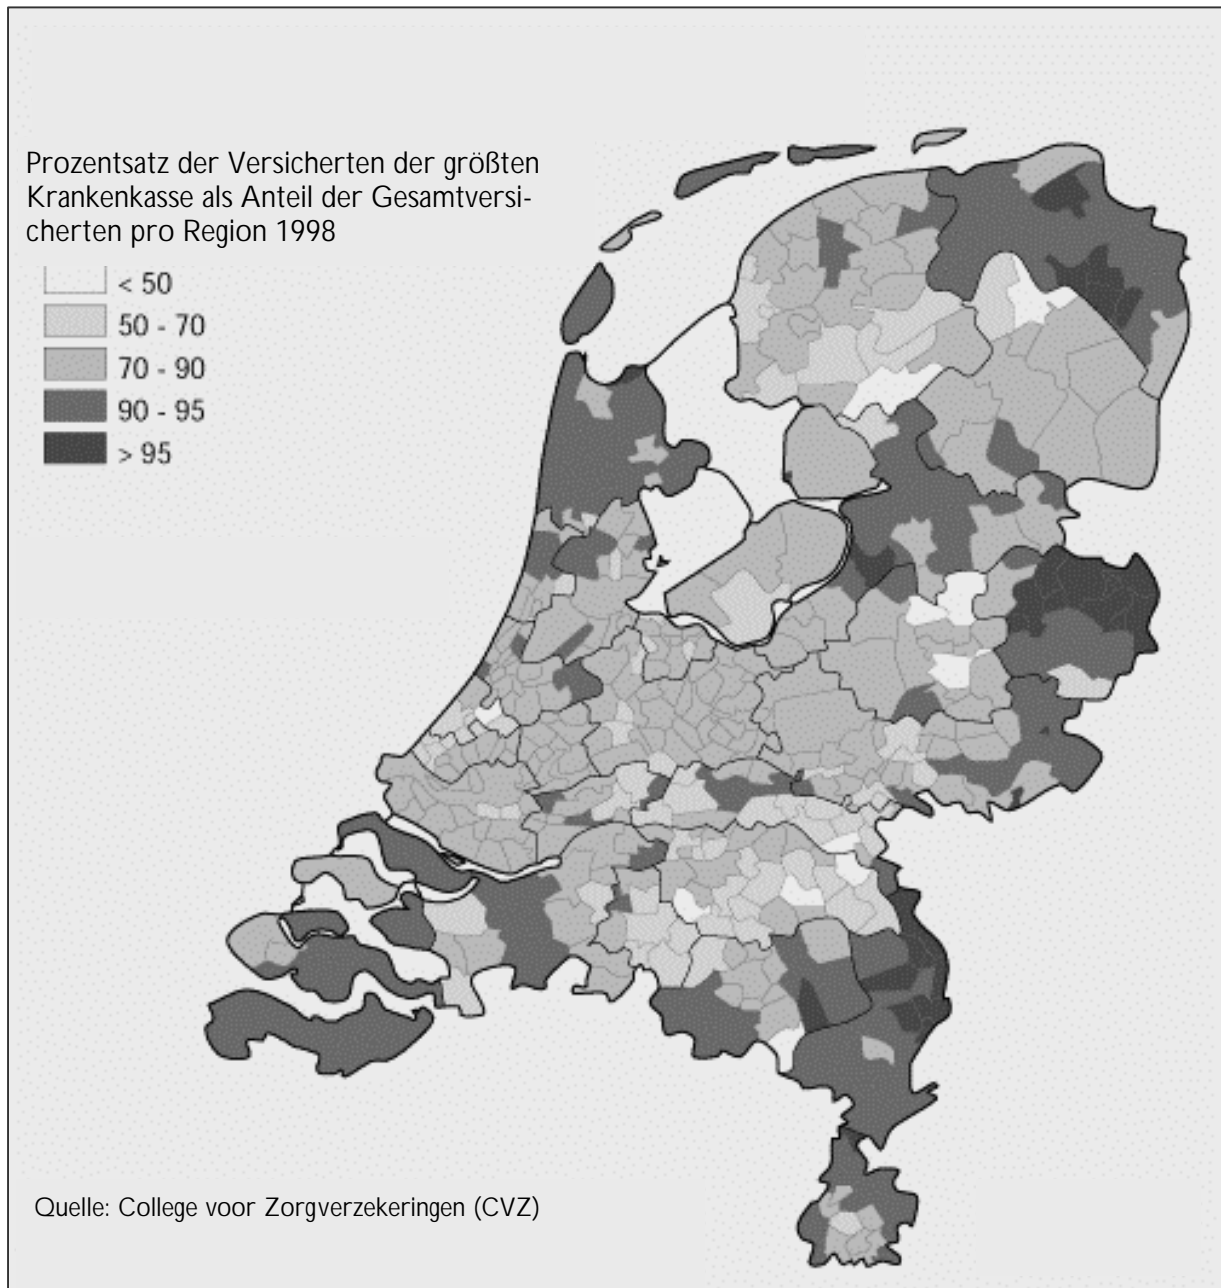 Prozentsatz der Versicherten der größten
Krankenkasse als Anteil der Gesamtversi-
cherten pro Region 1998
< 50
50 - 70
70 - 90
90 - 95
> 95
Quelle: College voor Zorgverzekeringen (CVZ)